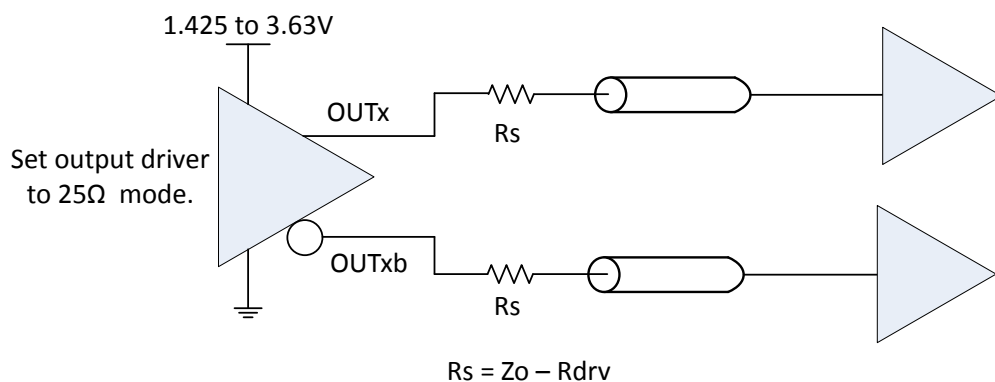 1.425 to 3.63V
OUTx
Rs
Set output driver
to 25Ω mode.
OUTxb
Rs
Rs = Zo – Rdrv